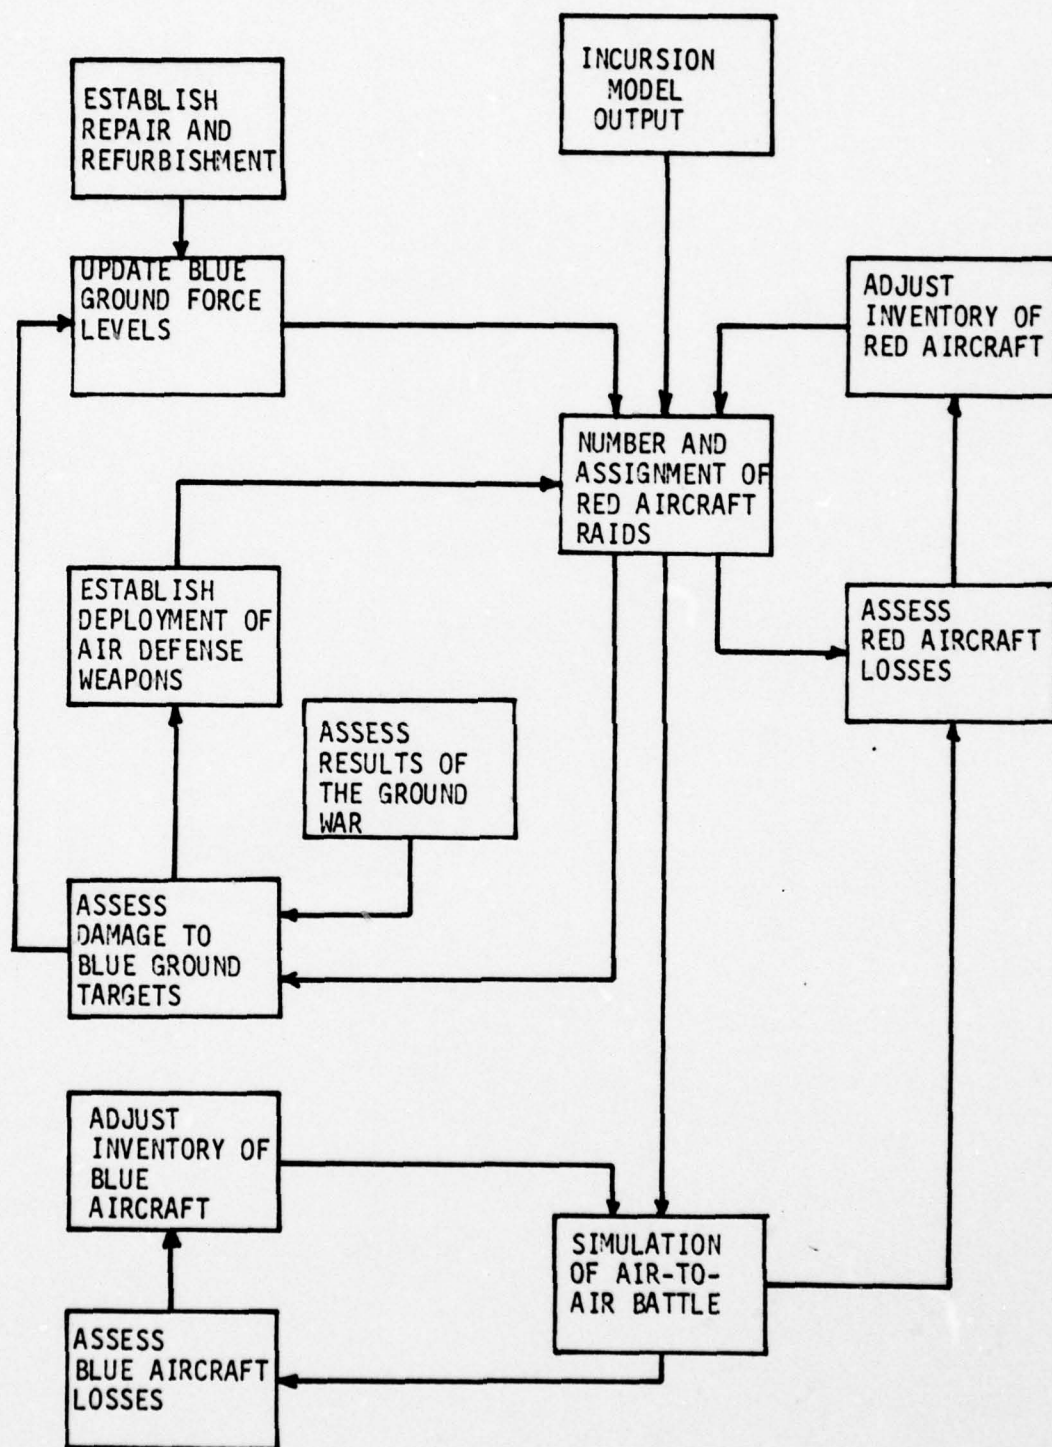 INCURSION
MODEL
OUTPUT
ESTABLISH
REPAIR AND
REFURBISHMENT
UPDATE BLUE
GROUND FORCE
LEVELS
ADJUST
INVENTORY OF
RED AIRCRAFT
NUMBER AND
ASSIGNMENT OF
RED AIRCRAFT
RAIDS
ESTABLISH
DEPLOYMENT OF
AIR DEFENSE
WEAPONS
ASSESS
RED AIRCRAFT
LOSSES
ASSESS
RESULTS OF
THE GROUND
WAR
ASSESS
DAMAGE TO
BLUE GROUND
TARGETS
ADJUST
INVENTORY OF
BLUE
AIRCRAFT
SIMULATION
OF AIR-TO-
AIR BATTLE
ASSESS
BLUE AIRCRAFT
LOSSES